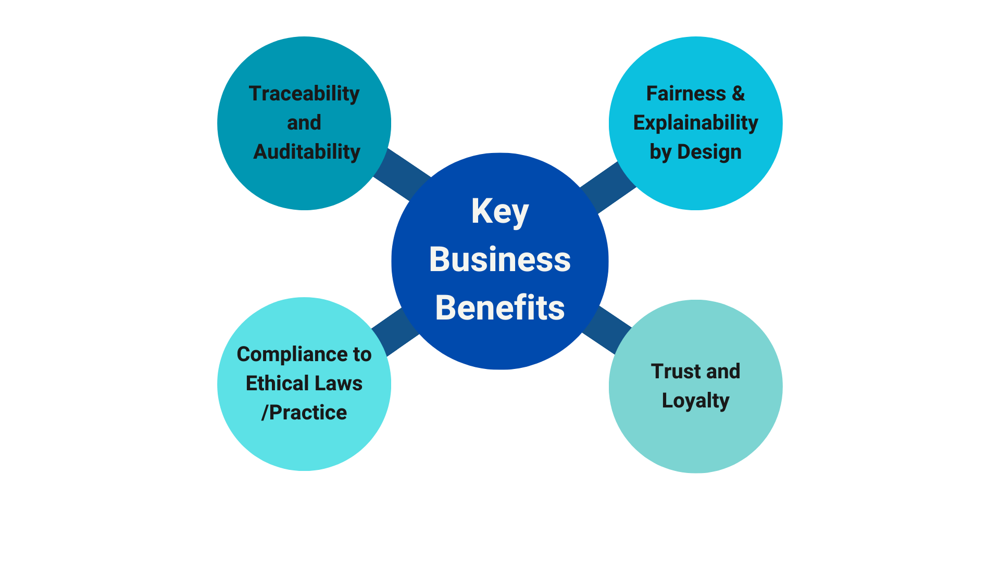 Traceability
and
Auditability
Fairness &
Explainability
by Design
Key
Business
Benefits
Compliance to
Ethical Laws
/Practice
Trust and
Loyalty